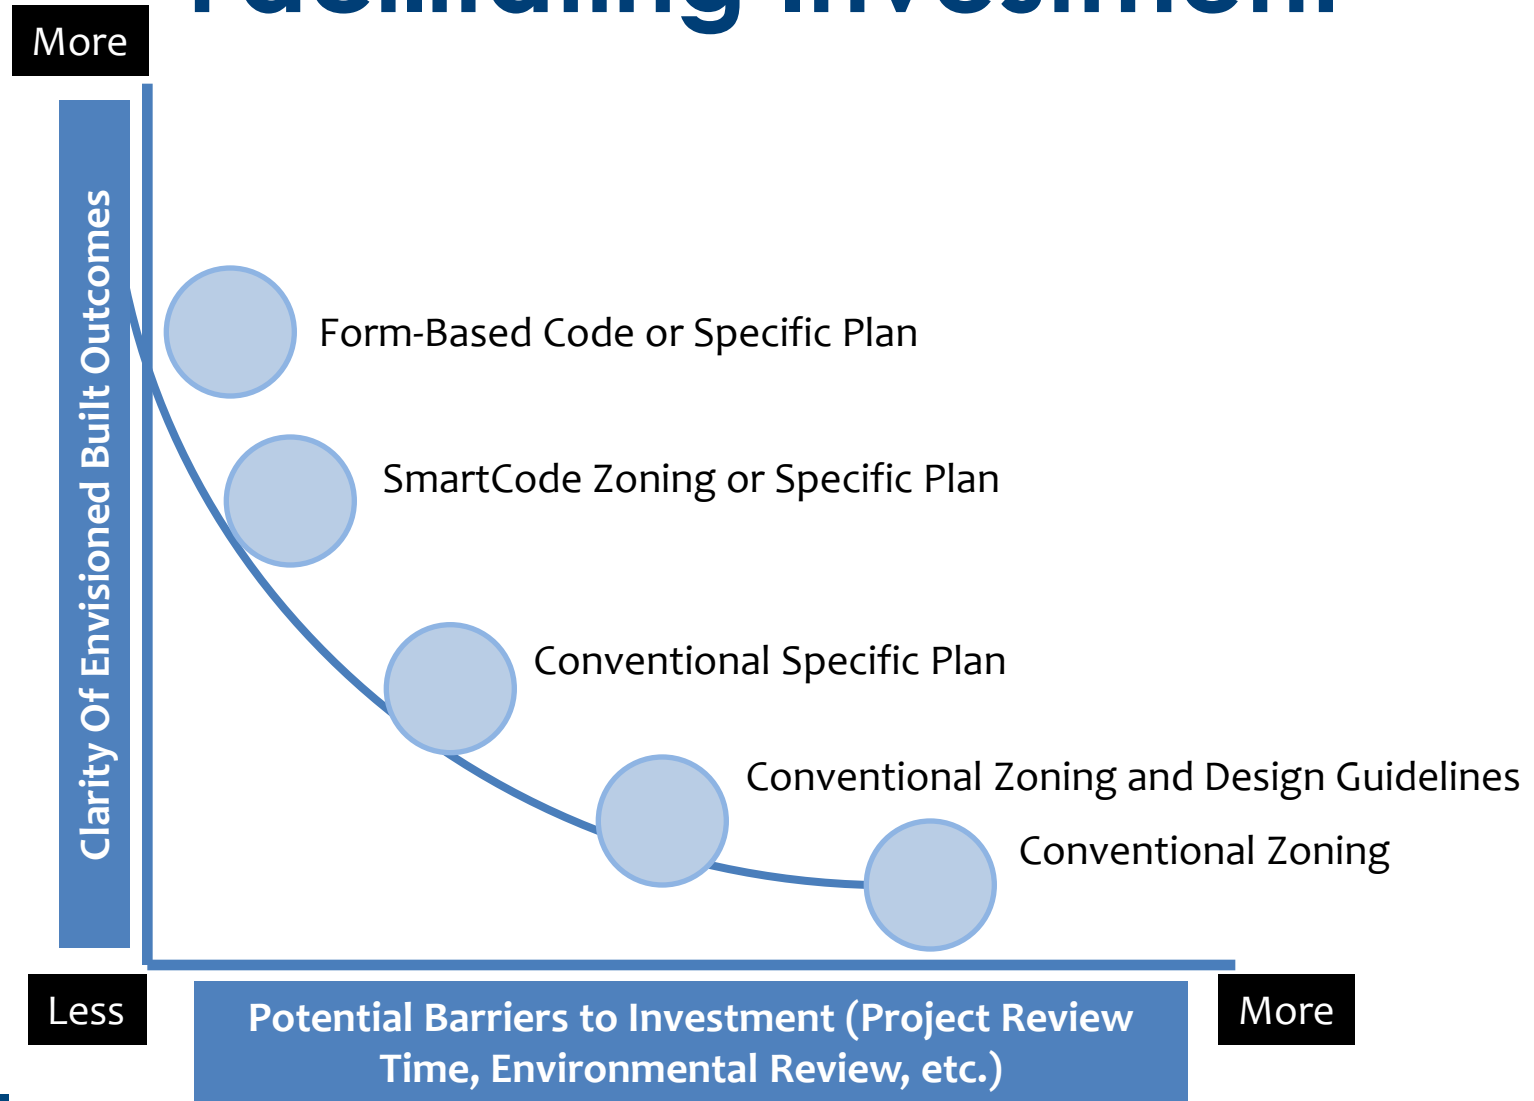 Facilitating Investment
More
Clarity Of Envisioned Built Outcomes
Form-Based Code or Specific Plan
SmartCode Zoning or Specific Plan
Conventional Specific Plan
Conventional Zoning and Design Guidelines
Conventional Zoning
Less
More
Potential Barriers to Investment (Project Review
Time, Environmental Review, etc.)